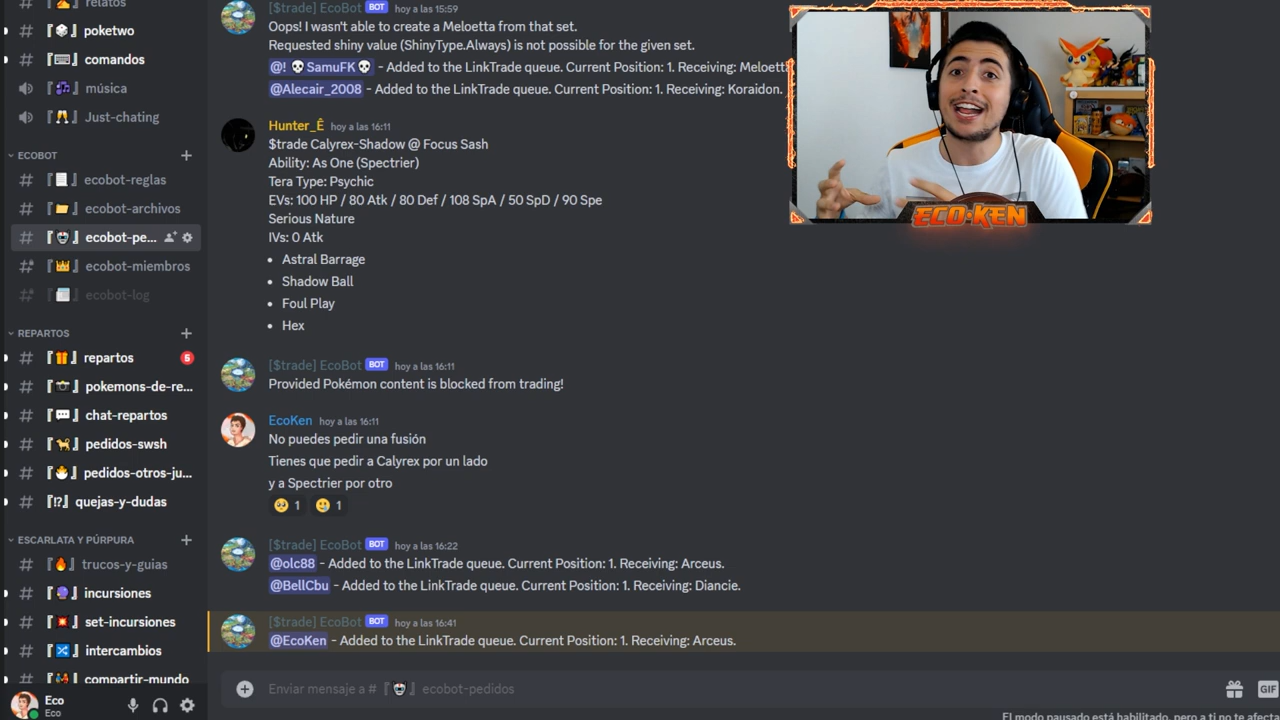 relatos
poketwo
comandos
música
Just-chating
ECOBOT
ecobot-reglas
ecobot-archivos
ecobot-pe...
ecobot-miembros
ecobot-log
REPARTOS
repartos
5
pokemons-de-re...
chat-repartos
pedidos-swsh
pedidos-otros-ju...
quejas-y-dudas
ESCARLATA Y PÚRPURA
trucos-y-guias
incursiones
set-incursiones
intercambios
compartir-mundo
Eco
Eco
[$trade] EcoBot BOT hoy a las 15:59
Oops! I wasn't able to create a Meloetta from that set.
Requested shiny value (ShinyType.Always) is not possible for the given set.
@! 💀SamuFK💀 - Added to the LinkTrade queue. Current Position: 1. Receiving: Meloett
@Alecair_2008 - Added to the LinkTrade queue. Current Position: 1. Receiving: Koraidon.
Hunter_Ê hoy a las 16:11
$trade Calyrex-Shadow @ Focus Sash
Ability: As One (Spectrier)
Tera Type: Psychic
EVs: 100 HP / 80 Atk / 80 Def / 108 SpA / 50 SpD / 90 Spe
Serious Nature
IVs: 0 Atk
• Astral Barrage
• Shadow Ball
• Foul Play
• Hex
[$trade] EcoBot BOT hoy a las 16:11
Provided Pokémon content is blocked from trading!
EcoKen hoy a las 16:11
No puedes pedir una fusión
Tienes que pedir a Calyrex por un lado
y a Spectrier por otro
1 1
[$trade] EcoBot BOT hoy a las 16:22
@olc88 - Added to the LinkTrade queue. Current Position: 1. Receiving: Arceus.
@BellCbu - Added to the LinkTrade queue. Current Position: 1. Receiving: Diancie.
[$trade] EcoBot BOT hoy a las 16:41
@EcoKen - Added to the LinkTrade queue. Current Position: 1. Receiving: Arceus.
Enviar mensaje a # 『🤡』 ecobot-pedidos
GIF
El modo pausado está habilitado, pero a ti no te afecta
ECO·KEN